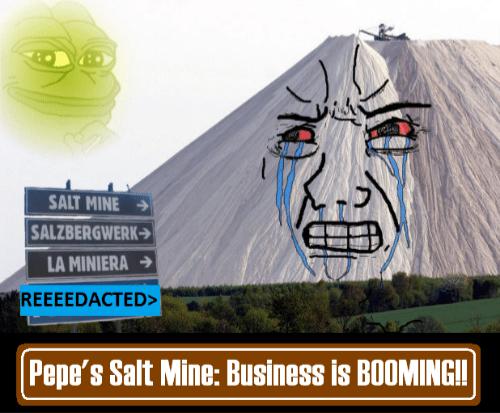 SALT MINE →
SALZBERGWERK→
LA MINIERA →
REEEEDACTED>
Pepe's Salt Mine: Business is BOOMING!!